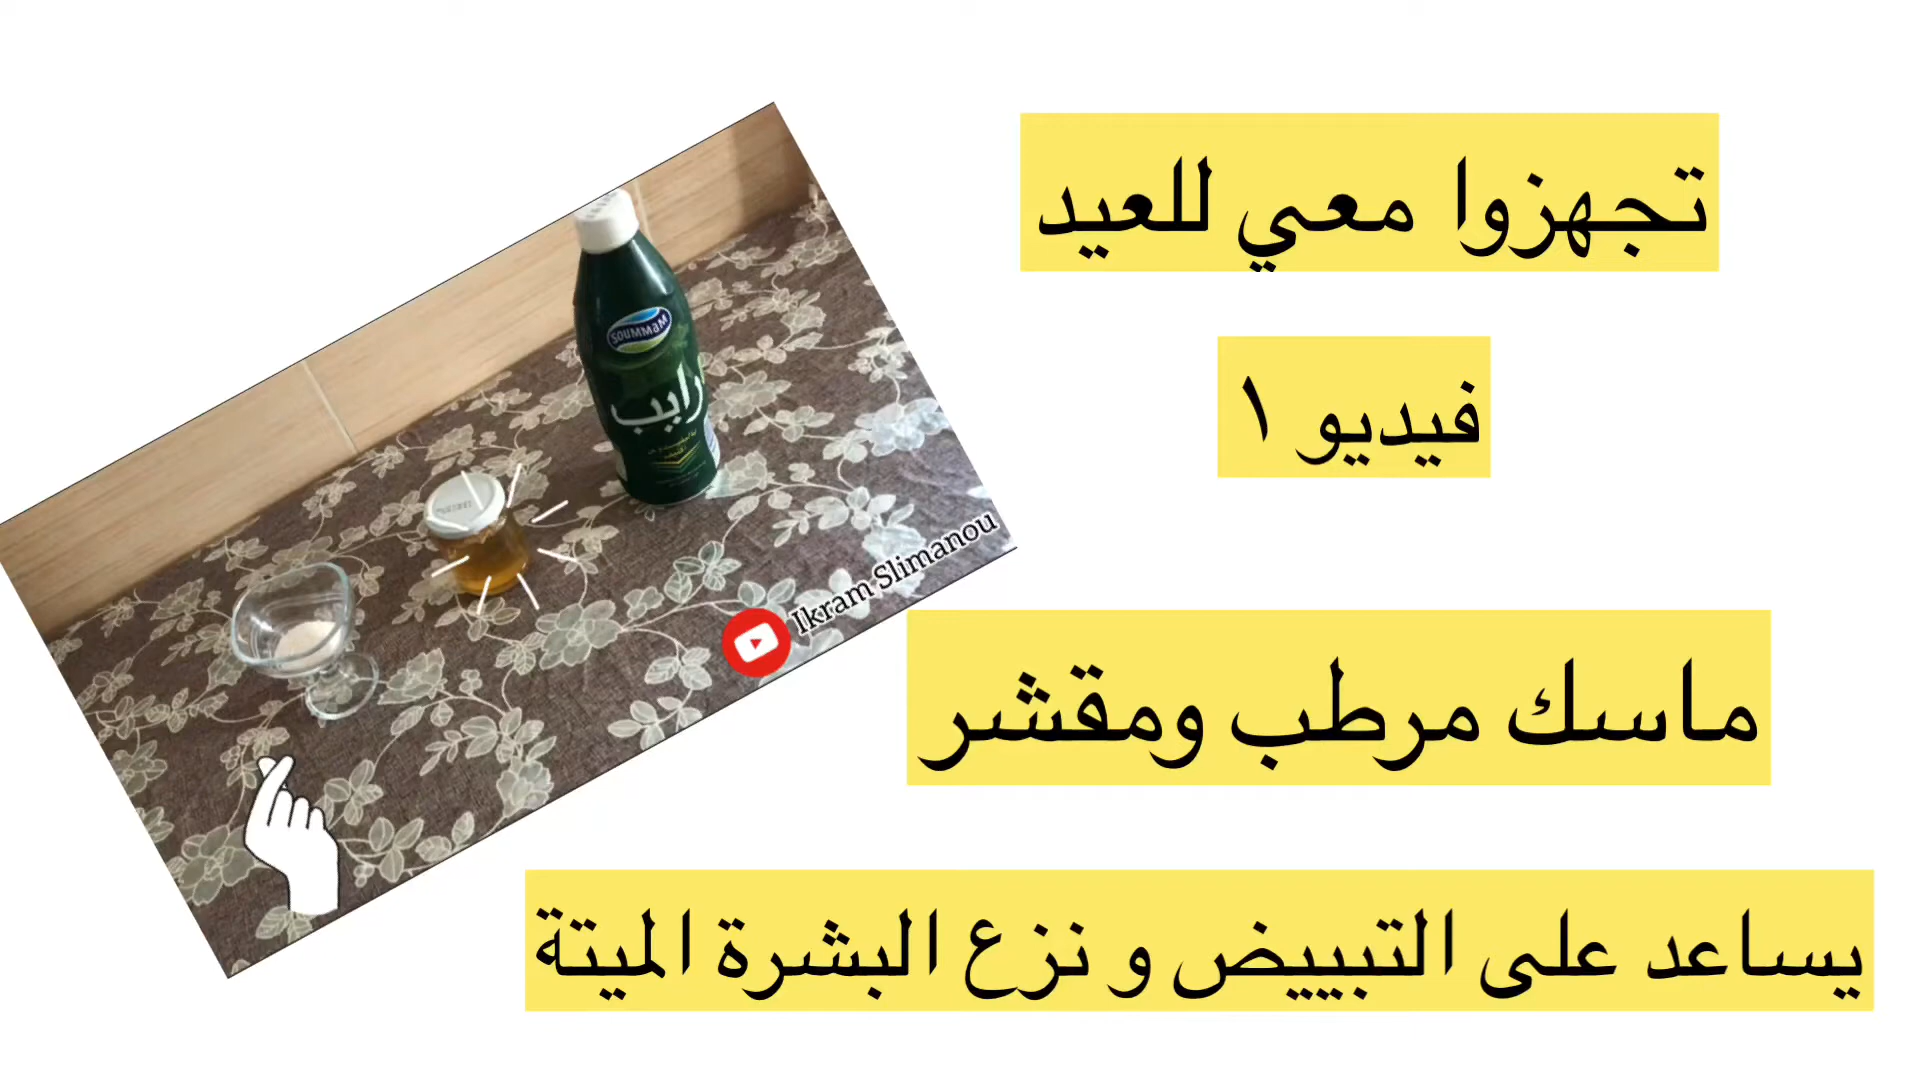 تجهزوا معي للعيد
فيديو ١
ماسك مرطب ومقشر
يساعد على التبييض و نزع البشرة الميتة
SOUMMAM
رايب
Ikram Slimanou